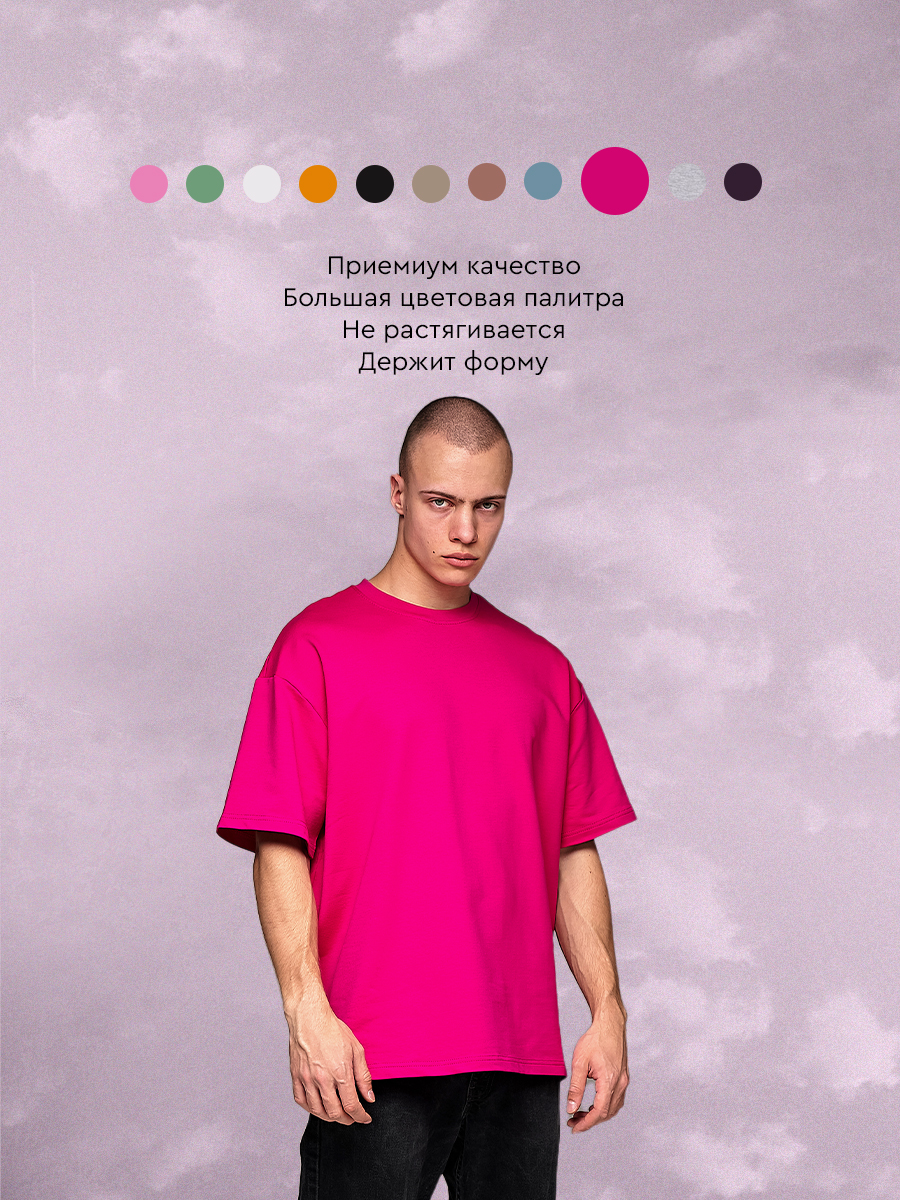 Приемиум качество
Большая цветовая палитра
Не растягивается
Держит форму